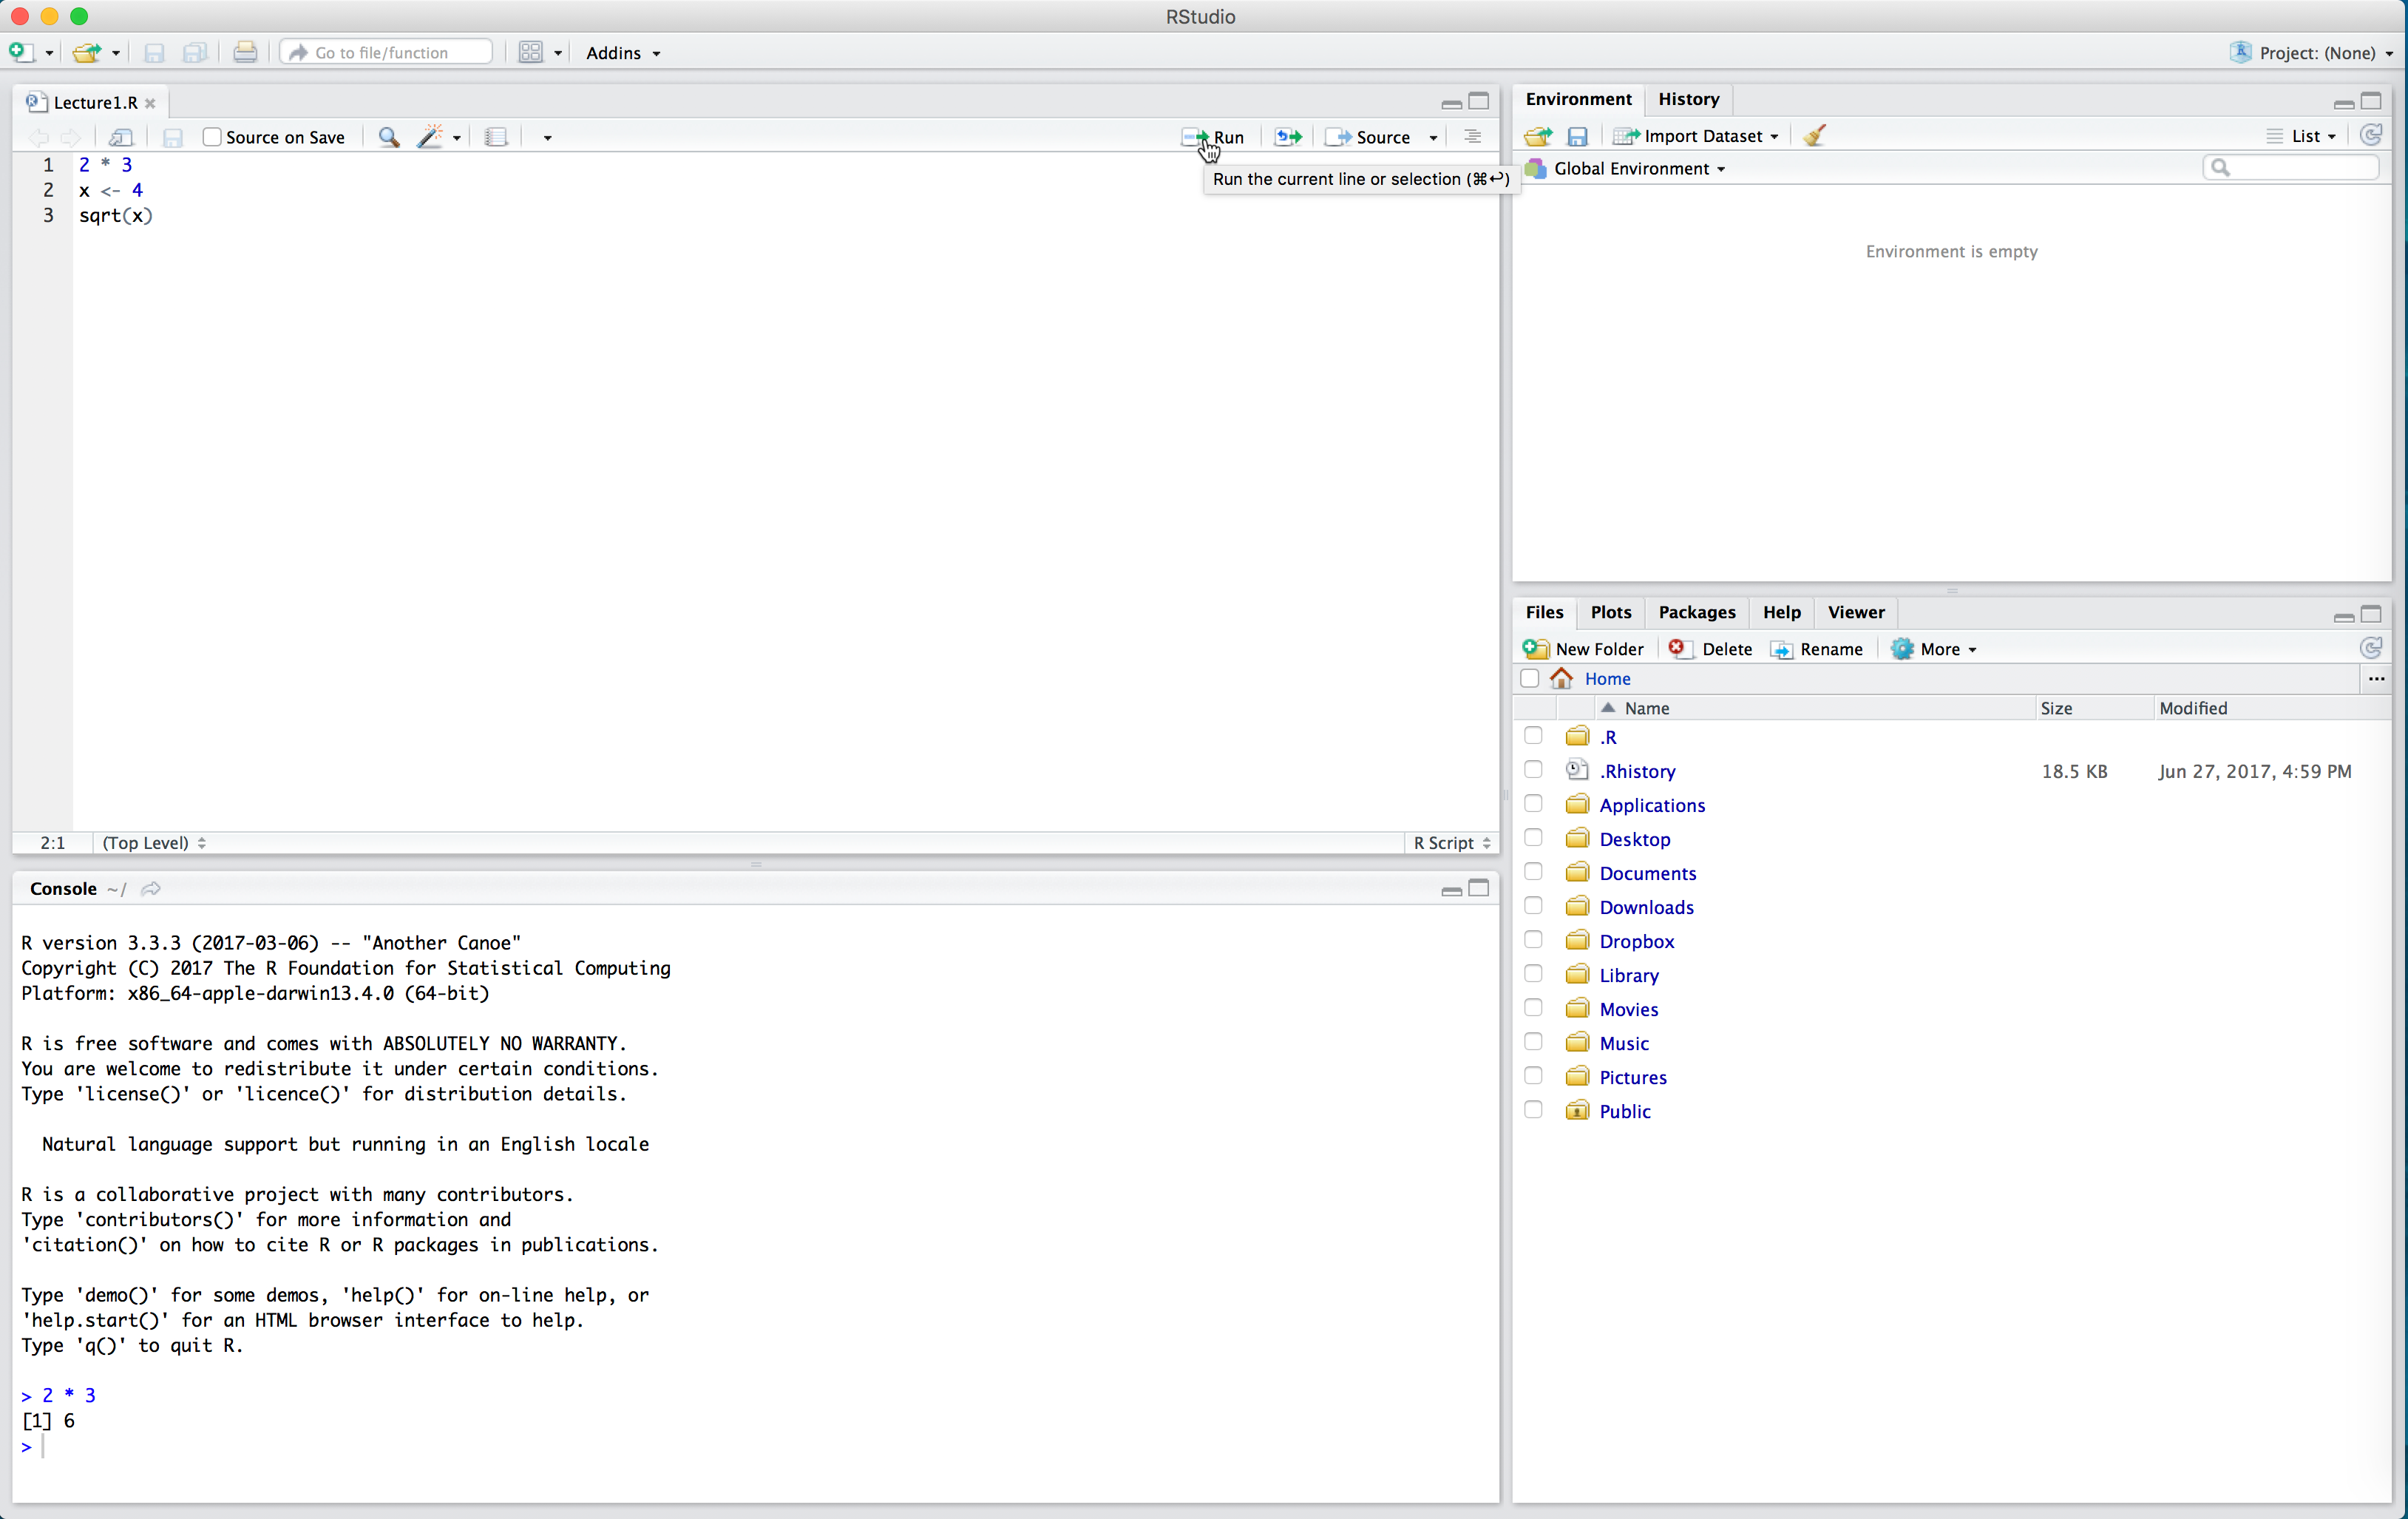 RStudio
Go to file/function
Addins
Project: (None)
Lecture1.R
Source on Save
Run
Source
1 2 * 3
2 x <- 4
3 sqrt(x)
Run the current line or selection (⌘↩)
2:1 (Top Level)
R Script
Environment History
Import Dataset
List
Global Environment
Environment is empty
Files Plots Packages Help Viewer
New Folder Delete Rename More
Home ...
Name Size Modified
.R
.Rhistory 18.5 KB Jun 27, 2017, 4:59 PM
Applications
Desktop
Documents
Downloads
Dropbox
Library
Movies
Music
Pictures
Public
Console ~/
R version 3.3.3 (2017-03-06) -- "Another Canoe"
Copyright (C) 2017 The R Foundation for Statistical Computing
Platform: x86_64-apple-darwin13.4.0 (64-bit)
R is free software and comes with ABSOLUTELY NO WARRANTY.
You are welcome to redistribute it under certain conditions.
Type 'license()' or 'licence()' for distribution details.
Natural language support but running in an English locale
R is a collaborative project with many contributors.
Type 'contributors()' for more information and
'citation()' on how to cite R or R packages in publications.
Type 'demo()' for some demos, 'help()' for on-line help, or
'help.start()' for an HTML browser interface to help.
Type 'q()' to quit R.
> 2 * 3
[1] 6
>